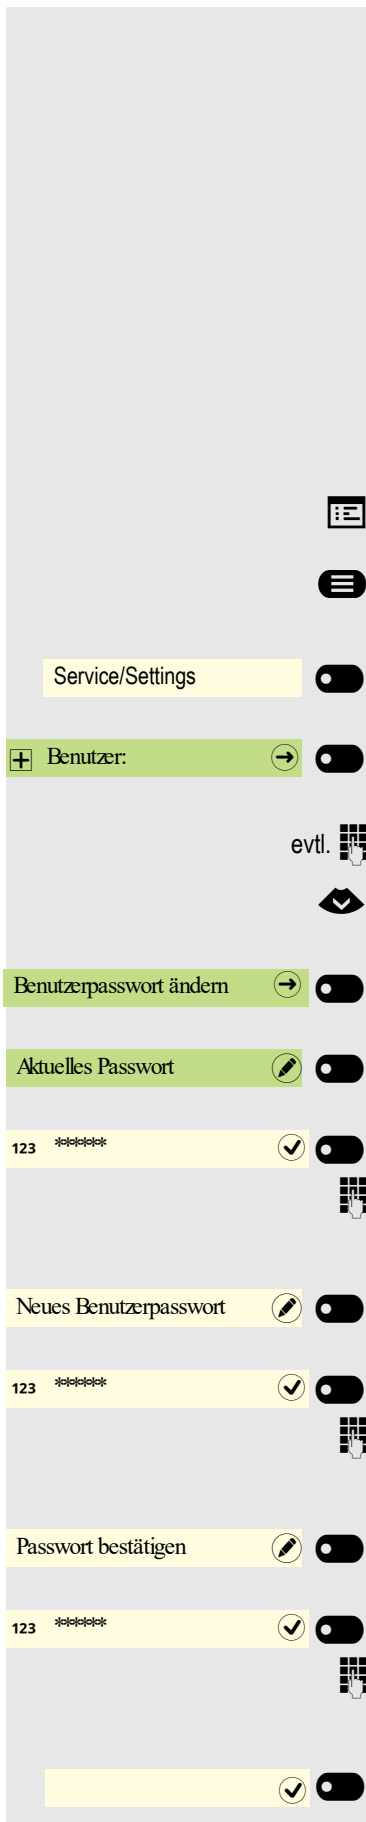 Service/Settings
Benutzer:
evtl.
Benutzerpasswort ändern
Aktuelles Passwort
123 ******
Neues Benutzerpasswort
123 ******
Passwort bestätigen
123 ******